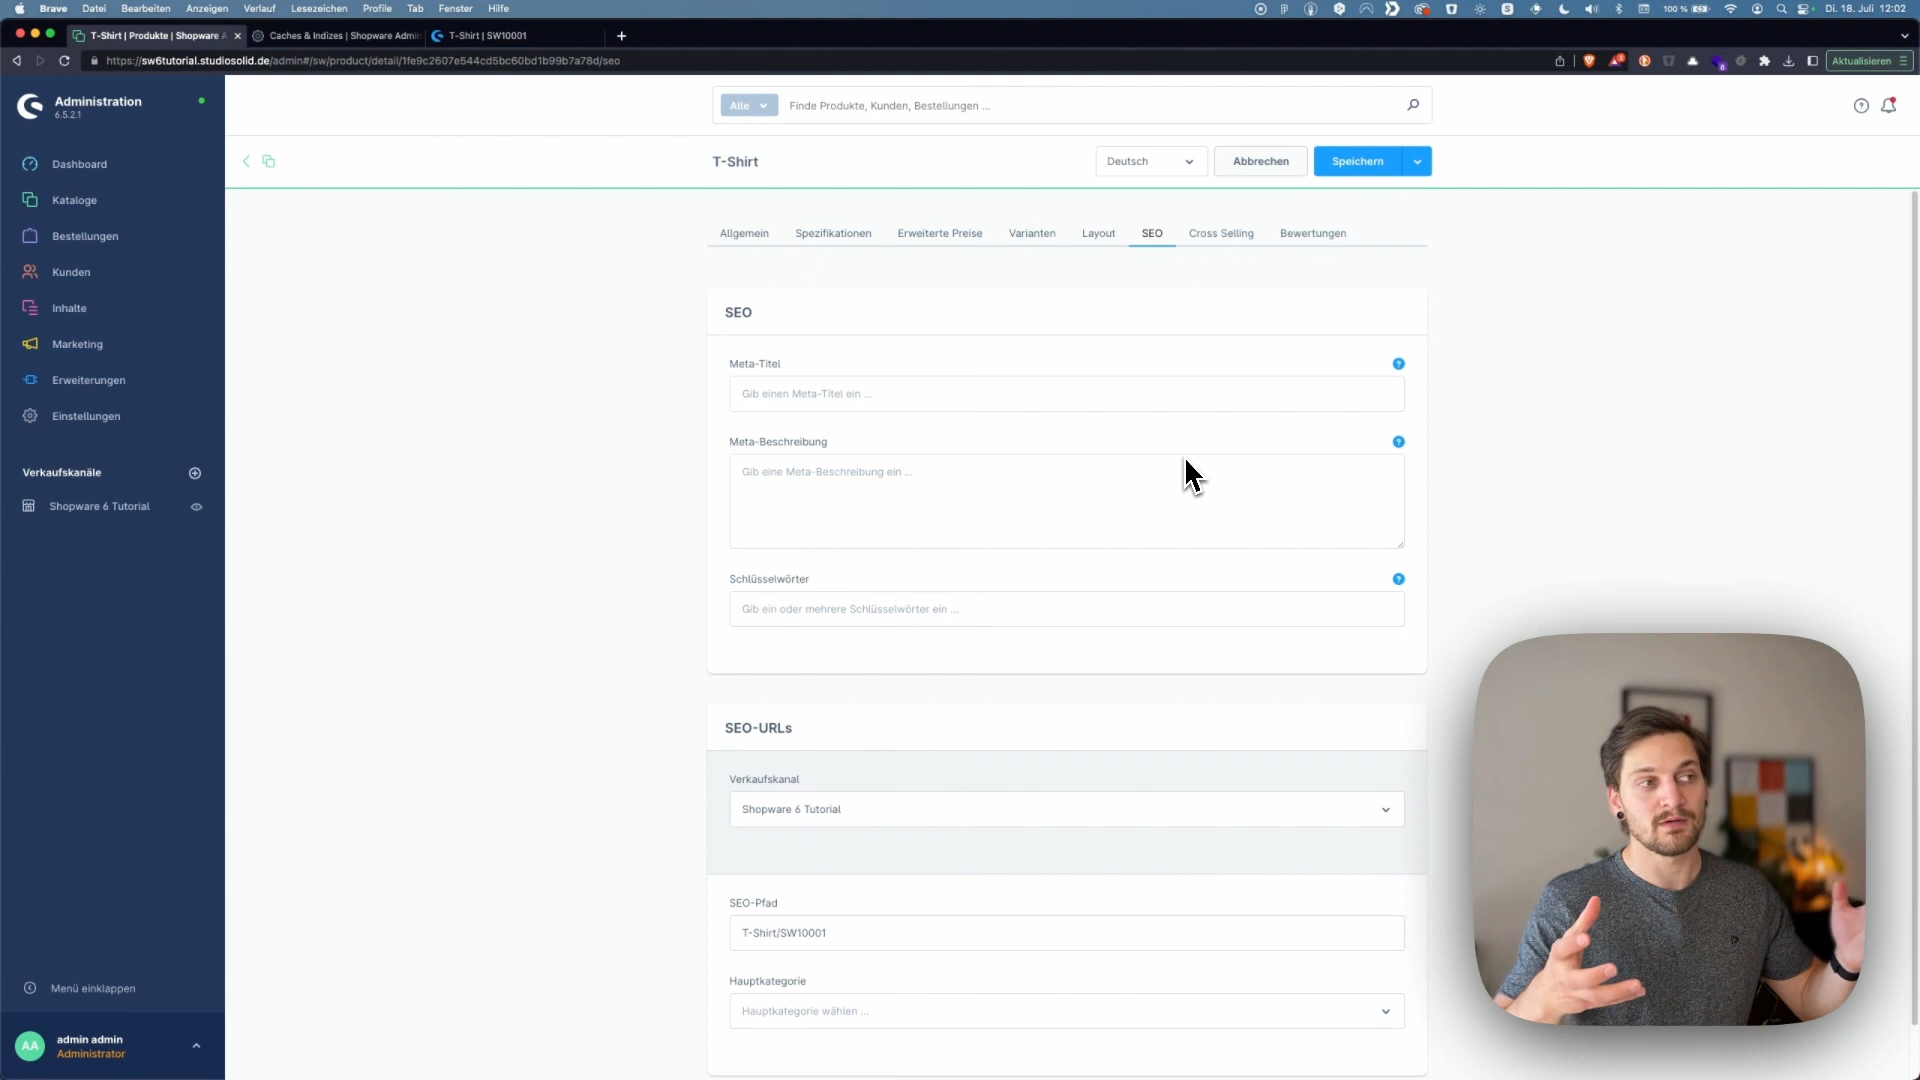 Brave Datei Bearbeiten Anzeigen Verlauf Lesezeichen Profile Tab Fenster Hilfe
100 % Di. 18. Juli 12:02
T-Shirt | Produkte | Shopware A
Caches & Indizes | Shopware Admin
T-Shirt | SW10001
https://sw6tutorial.studiosolid.de/admin#/sw/product/detail/1fe9c2607e544cd5bc60bd1b99b7a78d/seo
Aktualisieren
Administration
6.5.2.1
Alle Finde Produkte, Kunden, Bestellungen ...
T-Shirt
Deutsch
Abbrechen
Speichern
Dashboard
Kataloge
Bestellungen
Kunden
Inhalte
Marketing
Erweiterungen
Einstellungen
Verkaufskanäle
Shopware 6 Tutorial
Menü einklappen
AA
admin admin
Administrator
Allgemein Spezifikationen Erweiterte Preise Varianten Layout SEO Cross Selling Bewertungen
SEO
Meta-Titel
Gib einen Meta-Titel ein ...
Meta-Beschreibung
Gib eine Meta-Beschreibung ein ...
Schlüsselwörter
Gib ein oder mehrere Schlüsselwörter ein ...
SEO-URLs
Verkaufskanal
Shopware 6 Tutorial
SEO-Pfad
T-Shirt/SW10001
Hauptkategorie
Hauptkategorie wählen ...